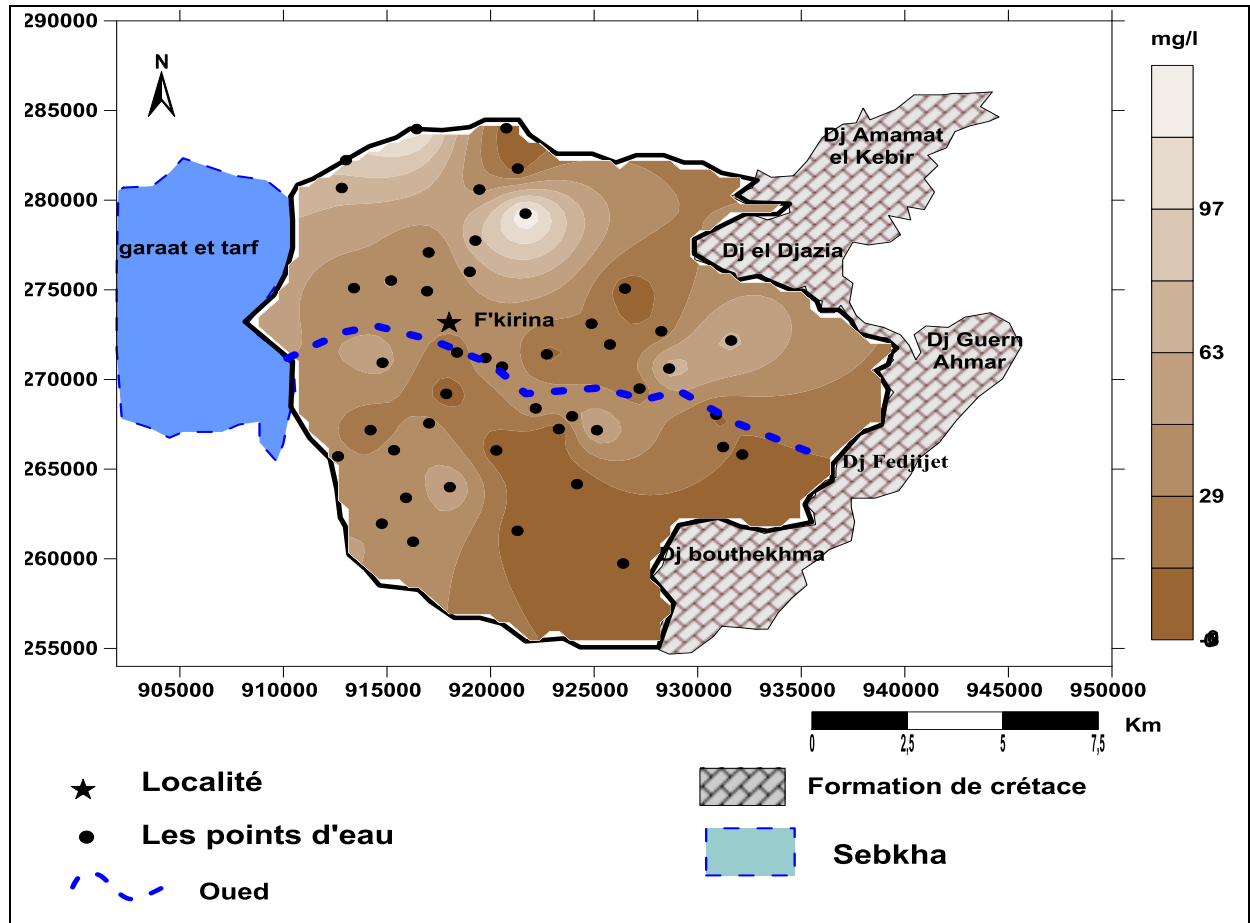 290000
mg/l
N
285000
Dj Amamat
el Kebir
280000
97
garaat et tarf
Dj el Djazia
275000
F'kirina
Dj Guern
Ahmar
63
270000
265000
Dj Fedjijet
29
260000
Dj bouthekhma
255000
905000 910000 915000 920000 925000 930000 935000 940000 945000 950000
Km
0 2,5 5 7,5
Localité
Formation de crétace
Les points d'eau
Sebkha
Oued